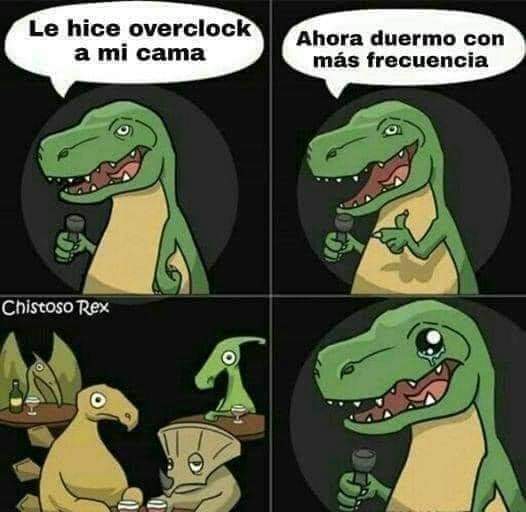 Le hice overclock
a mi cama
Ahora duermo con
más frecuencia
Chistoso Rex